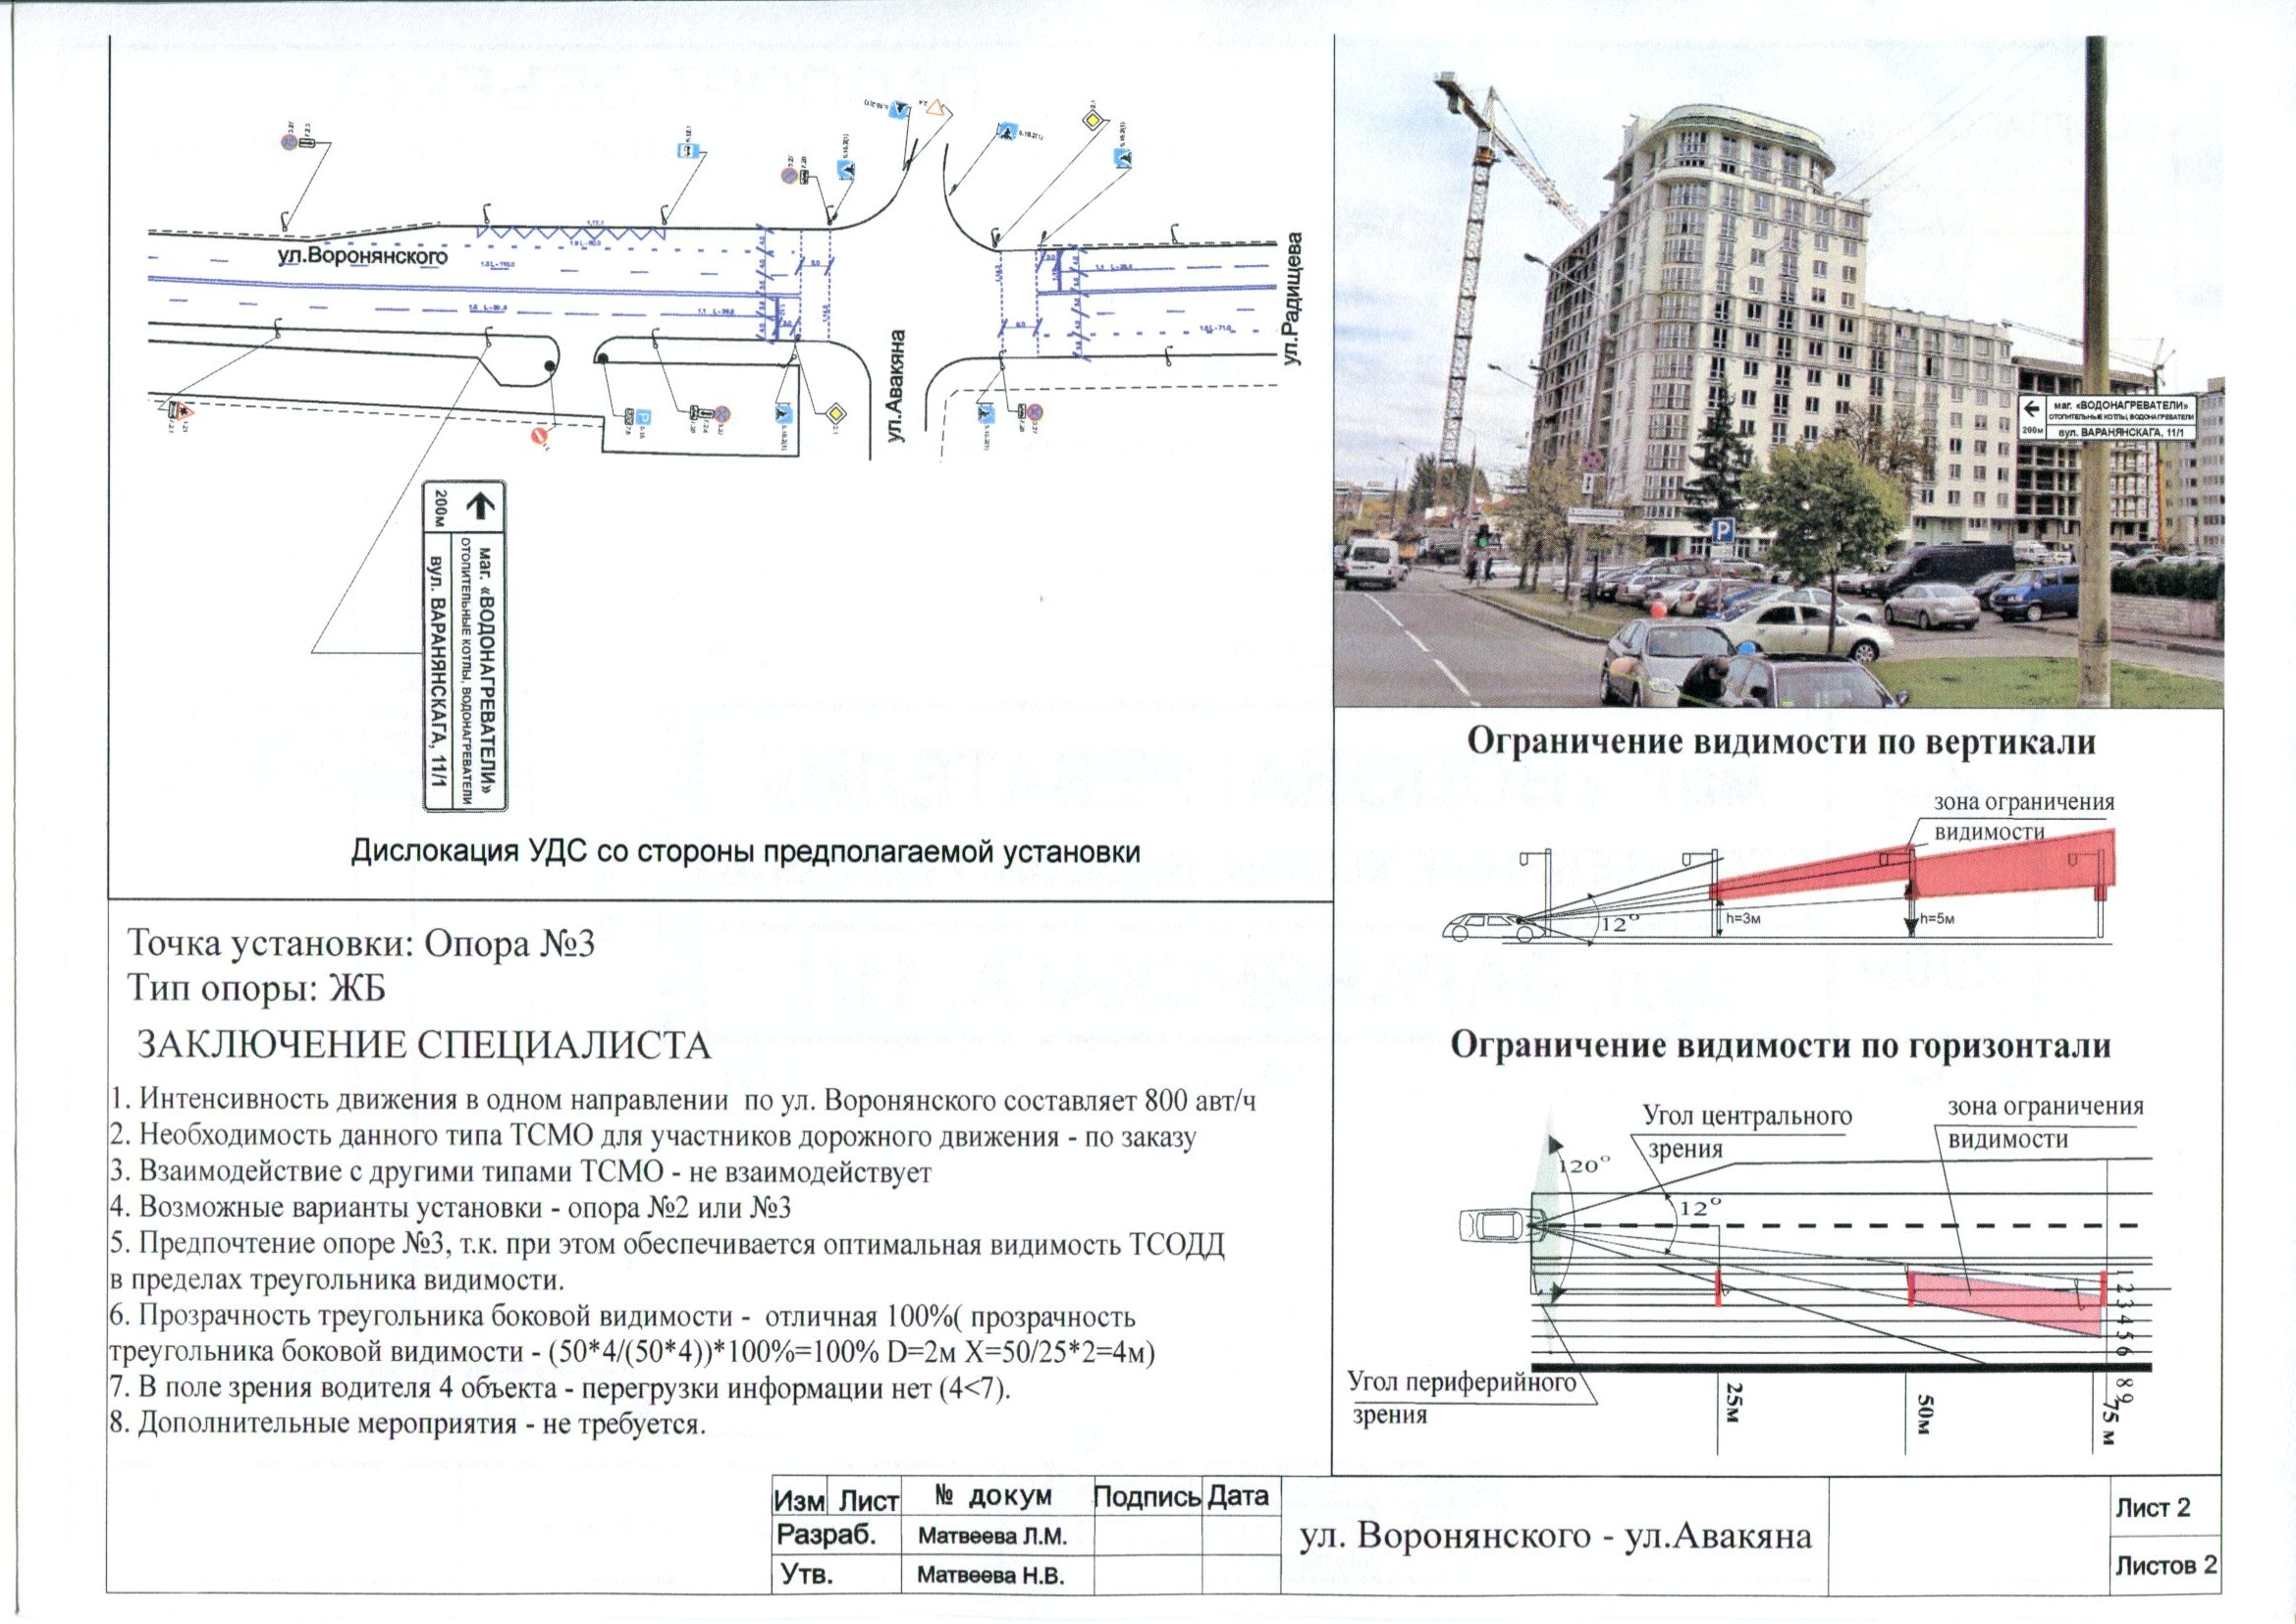 ул.Воронянского
ул.Авакяна
ул.Радищева
200м
маг. «ВОДОНАГРЕВАТЕЛИ»
ОТОПИТЕЛЬНЫЕ КОТЛЫ, ВОДОНАГРЕВАТЕЛИ
вул. ВАРАНЯНСКАГА, 11/1
Дислокация УДС со стороны предполагаемой установки
P
маг. «ВОДОНАГРЕВАТЕЛИ»
ОТОПИТЕЛЬНЫЕ КОТЛЫ, ВОДОНАГРЕВАТЕЛИ
200м
вул. ВАРАНЯНСКАГА, 11/1
Ограничение видимости по вертикали
зона ограничения
видимости
12°
h=3м
h=5м
Ограничение видимости по горизонтали
Угол центрального
зрения
зона ограничения
видимости
120°
12°
1 2 3 4 5 6
8 9
Угол периферийного
зрения
25м
50м
75 м
Точка установки: Опора №3
Тип опоры: ЖБ
ЗАКЛЮЧЕНИЕ СПЕЦИАЛИСТА
1. Интенсивность движения в одном направлении по ул. Воронянского составляет 800 авт/ч
2. Необходимость данного типа ТСМО для участников дорожного движения - по заказу
3. Взаимодействие с другими типами ТСМО - не взаимодействует
4. Возможные варианты установки - опора №2 или №3
5. Предпочтение опоре №3, т.к. при этом обеспечивается оптимальная видимость ТСОДД
в пределах треугольника видимости.
6. Прозрачность треугольника боковой видимости - отличная 100%( прозрачность
треугольника боковой видимости - (50*4/(50*4))*100%=100% D=2м X=50/25*2=4м)
7. В поле зрения водителя 4 объекта - перегрузки информации нет (4<7).
8. Дополнительные мероприятия - не требуется.
Изм Лист № докум Подпись Дата
Разраб. Матвеева Л.М.
Утв. Матвеева Н.В.
ул. Воронянского - ул.Авакяна
Лист 2
Листов 2